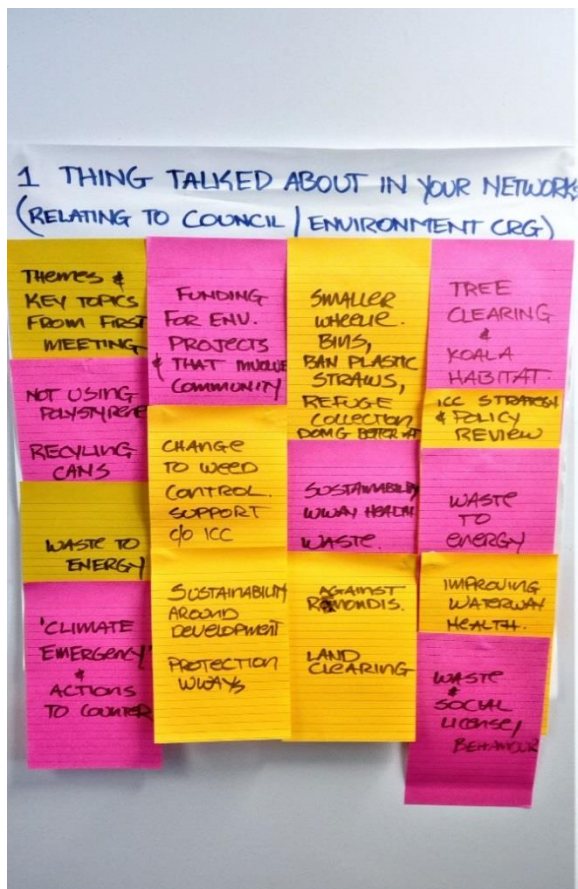 1 THING TALKED ABOUT IN YOUR NETWORKS
(RELATING TO COUNCIL / ENVIRONMENT CRG)
THEMES &
KEY TOPICS
FROM FIRST
MEETING
NOT USING
POLYSTYRENE
RECYLING
CANS
WASTE TO
ENERGY
'CLIMATE
EMERGENCY'
&
ACTIONS
TO COUNTER
FUNDING
FOR ENV.
PROJECTS
& THAT INVOLVE
COMMUNITY
CHANGE
TO WEED
CONTROL.
SUPPORT
c/o ICC
SUSTAINABILITY
AROUND
DEVELOPMENT
PROTECTION
WWAYS
SMALLER
WHEELIE.
BINS,
BAN PLASTIC
STRAWS,
REFUGE
COLLECTION
DOING BETTER AT
SUSTAINABILITY
WWAY HEALTH
WASTE.
AGAINST
REMONDIS.
LAND
CLEARING
TREE
CLEARING
&
KOALA
HABITAT.
ICC STRATEGY
& POLICY
REVIEW
WASTE
TO
ENERGY
IMPROVING
WATERWAY
HEALTH.
WASTE
&
SOCIAL
LICENSE/
BEHAVIOUR